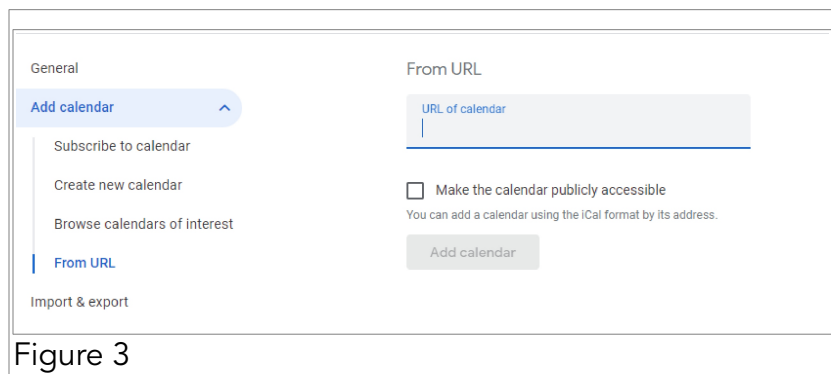 General
Add calendar
Subscribe to calendar
Create new calendar
Browse calendars of interest
From URL
Import & export
From URL
URL of calendar
Make the calendar publicly accessible
You can add a calendar using the iCal format by its address.
Add calendar
Figure 3